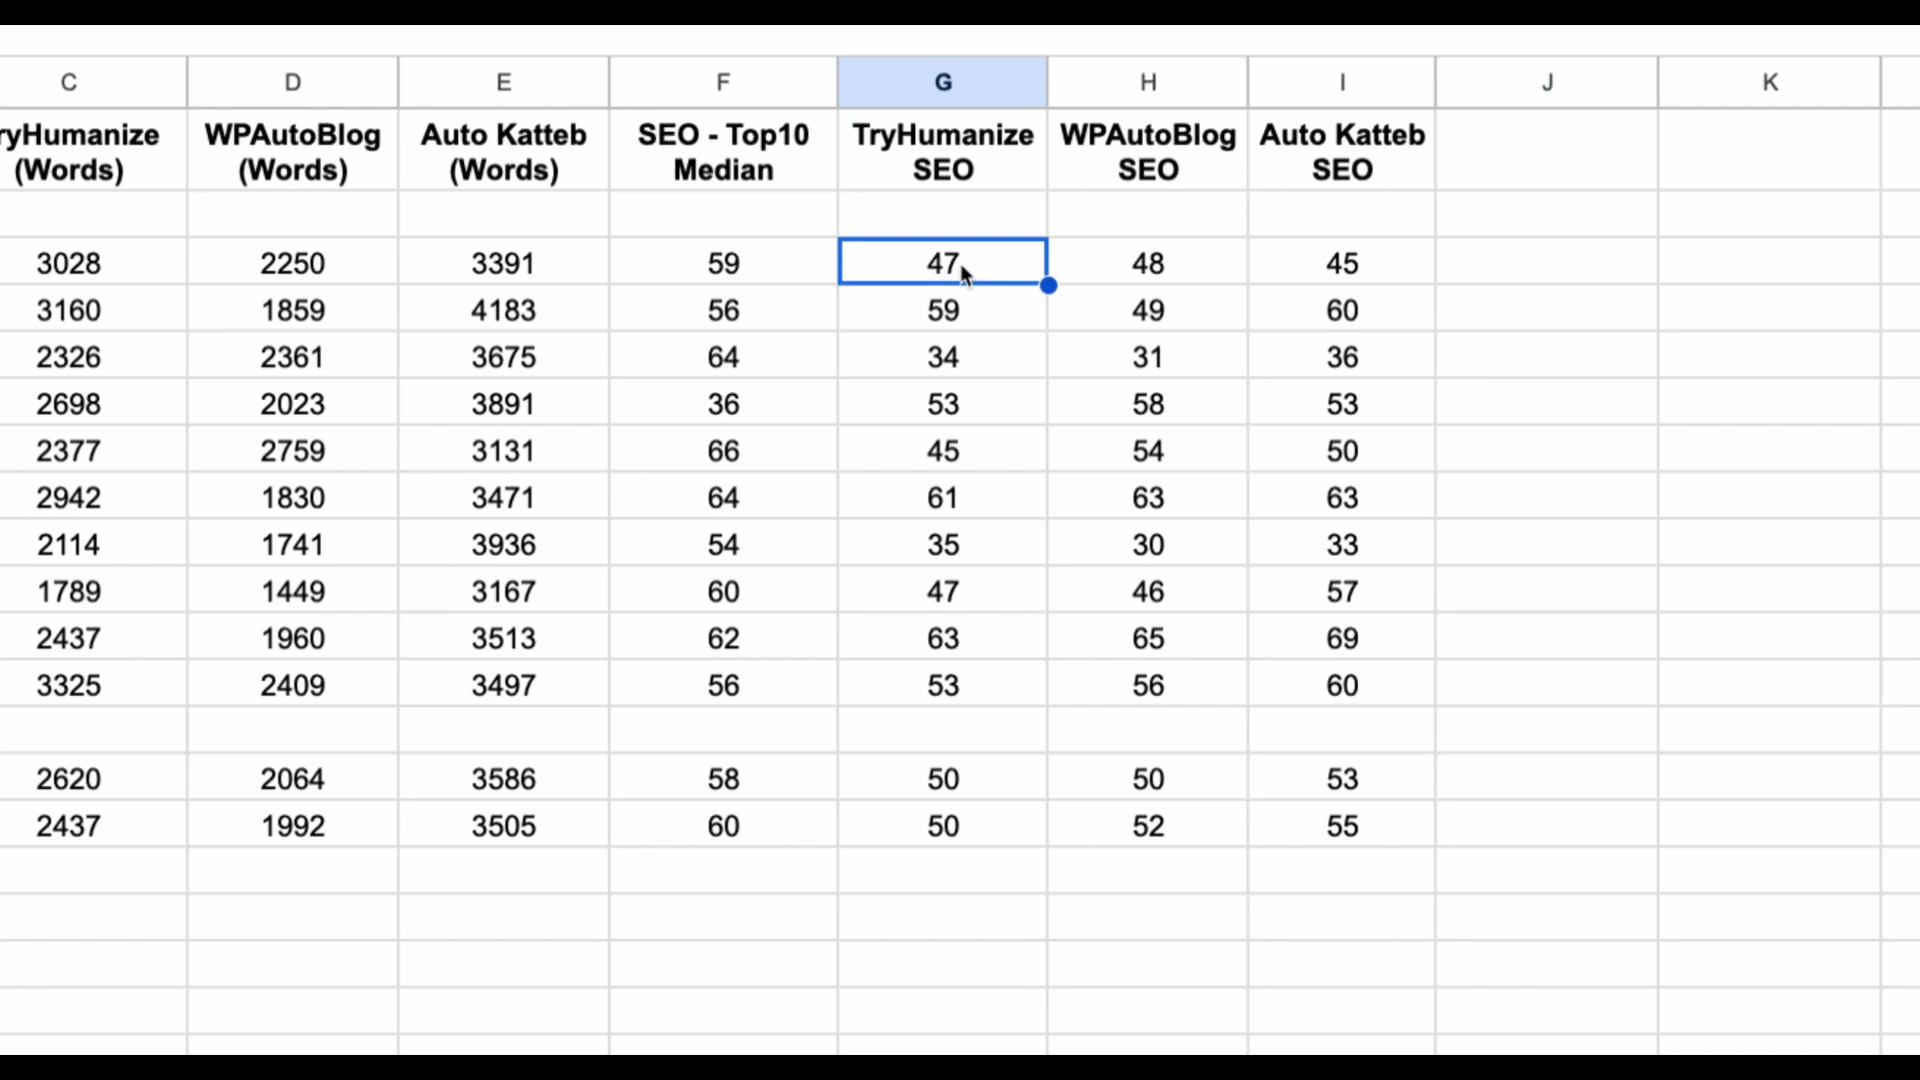 C D E F G H I J K
ryHumanize WPAutoBlog Auto Katteb SEO - Top10 TryHumanize WPAutoBlog Auto Katteb
(Words) (Words) (Words) Median SEO SEO SEO
3028 2250 3391 59 47 48 45
3160 1859 4183 56 59 49 60
2326 2361 3675 64 34 31 36
2698 2023 3891 36 53 58 53
2377 2759 3131 66 45 54 50
2942 1830 3471 64 61 63 63
2114 1741 3936 54 35 30 33
1789 1449 3167 60 47 46 57
2437 1960 3513 62 63 65 69
3325 2409 3497 56 53 56 60
2620 2064 3586 58 50 50 53
2437 1992 3505 60 50 52 55